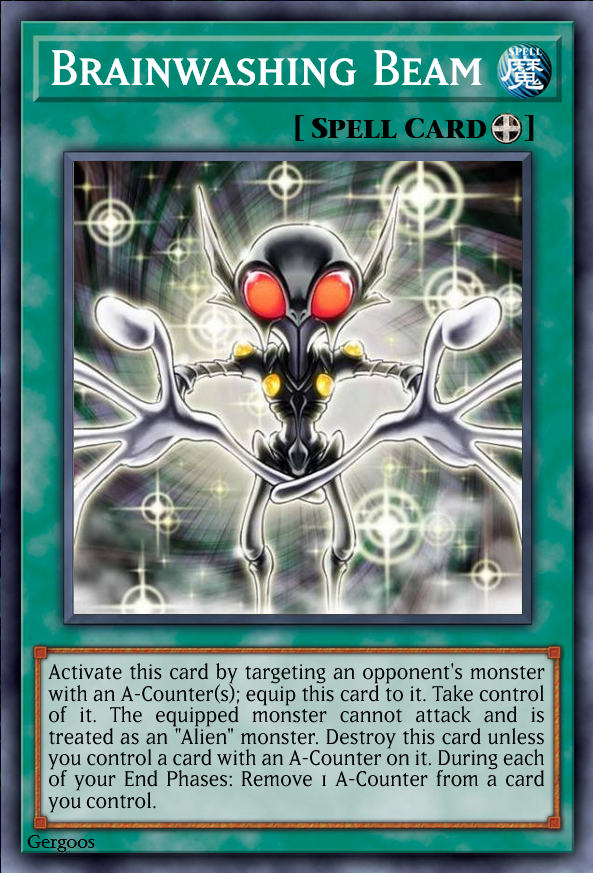 Brainwashing Beam
SPELL
魔
[ Spell Card ]
Activate this card by targeting an opponent's monster
with an A-Counter(s); equip this card to it. Take control
of it. The equipped monster cannot attack and is
treated as an "Alien" monster. Destroy this card unless
you control a card with an A-Counter on it. During each
of your End Phases: Remove 1 A-Counter from a card
you control.
Gergoos